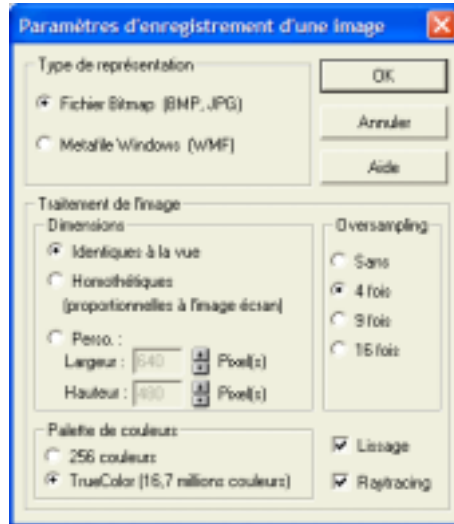 Paramètres d'enregistrement d'une image
Type de représentation
Fichier Bitmap (BMP, JPG)
Metafile Windows (WMF)
OK
Annuler
Aide
Traitement de l'image
Dimensions
Identiques à la vue
Homothétiques
(proportionnelles à l'image écran)
Perso. :
Largeur : 640 Pixel(s)
Hauteur : 480 Pixel(s)
Oversampling
Sans
4 fois
9 fois
16 fois
Palette de couleurs
256 couleurs
TrueColor (16,7 millions couleurs)
Lissage
Raytracing